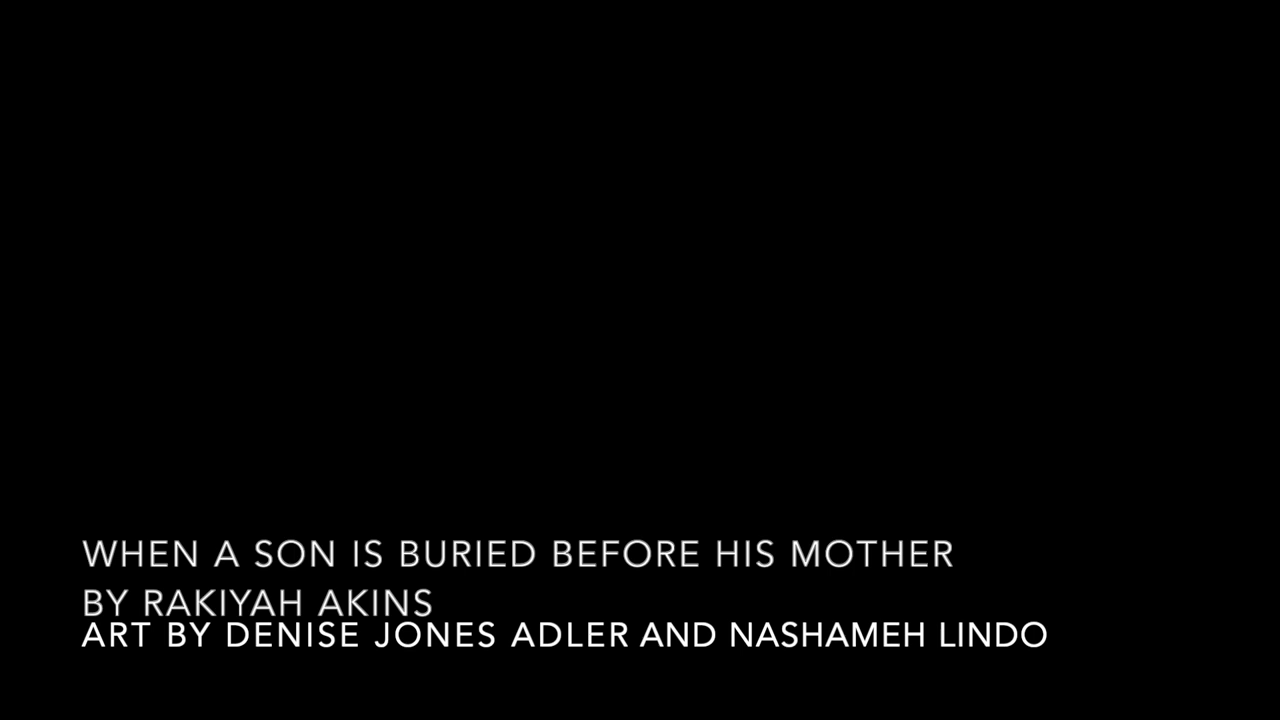 WHEN A SON IS BURIED BEFORE HIS MOTHER
BY RAKIYAH AKINS
ART BY DENISE JONES ADLER AND NASHAMEH LINDO